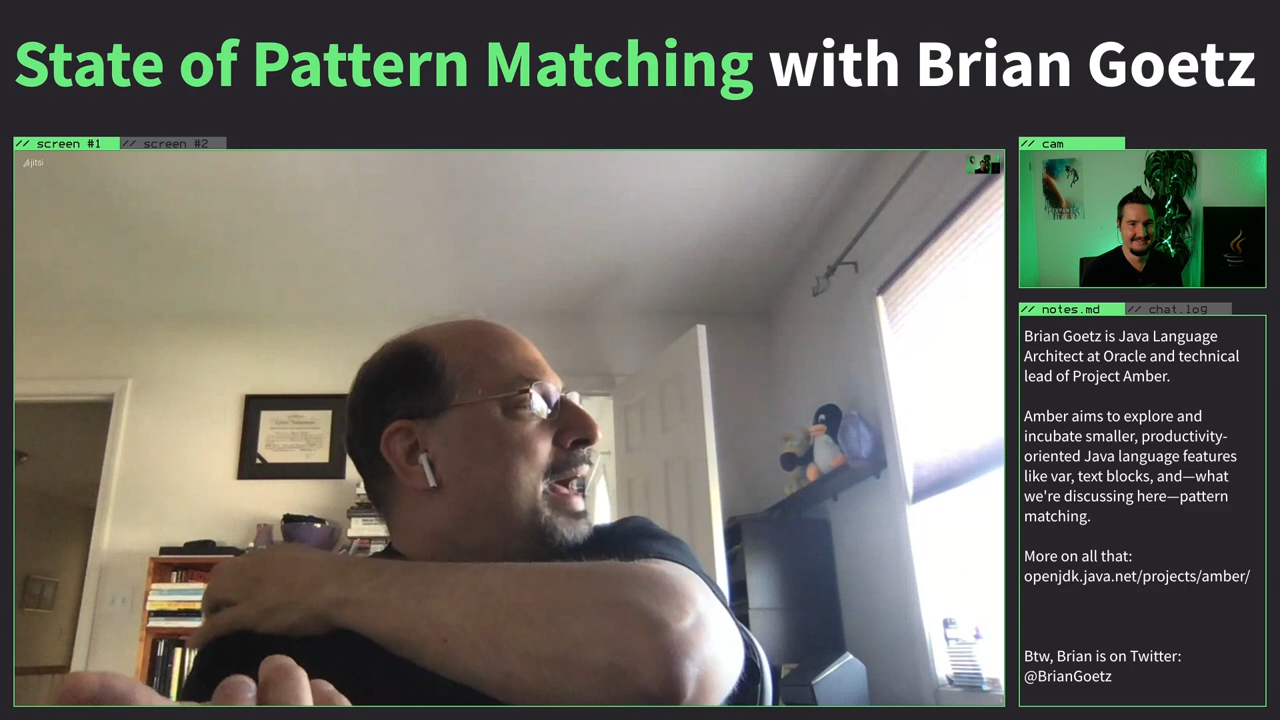 State of Pattern Matching with Brian Goetz
// screen #1
// screen #2
jitsi
// cam
// notes.md
// chat.log
Brian Goetz is Java Language
Architect at Oracle and technical
lead of Project Amber.
Amber aims to explore and
incubate smaller, productivity-
oriented Java language features
like var, text blocks, and—what
we're discussing here—pattern
matching.
More on all that:
openjdk.java.net/projects/amber/
Btw, Brian is on Twitter:
@BrianGoetz